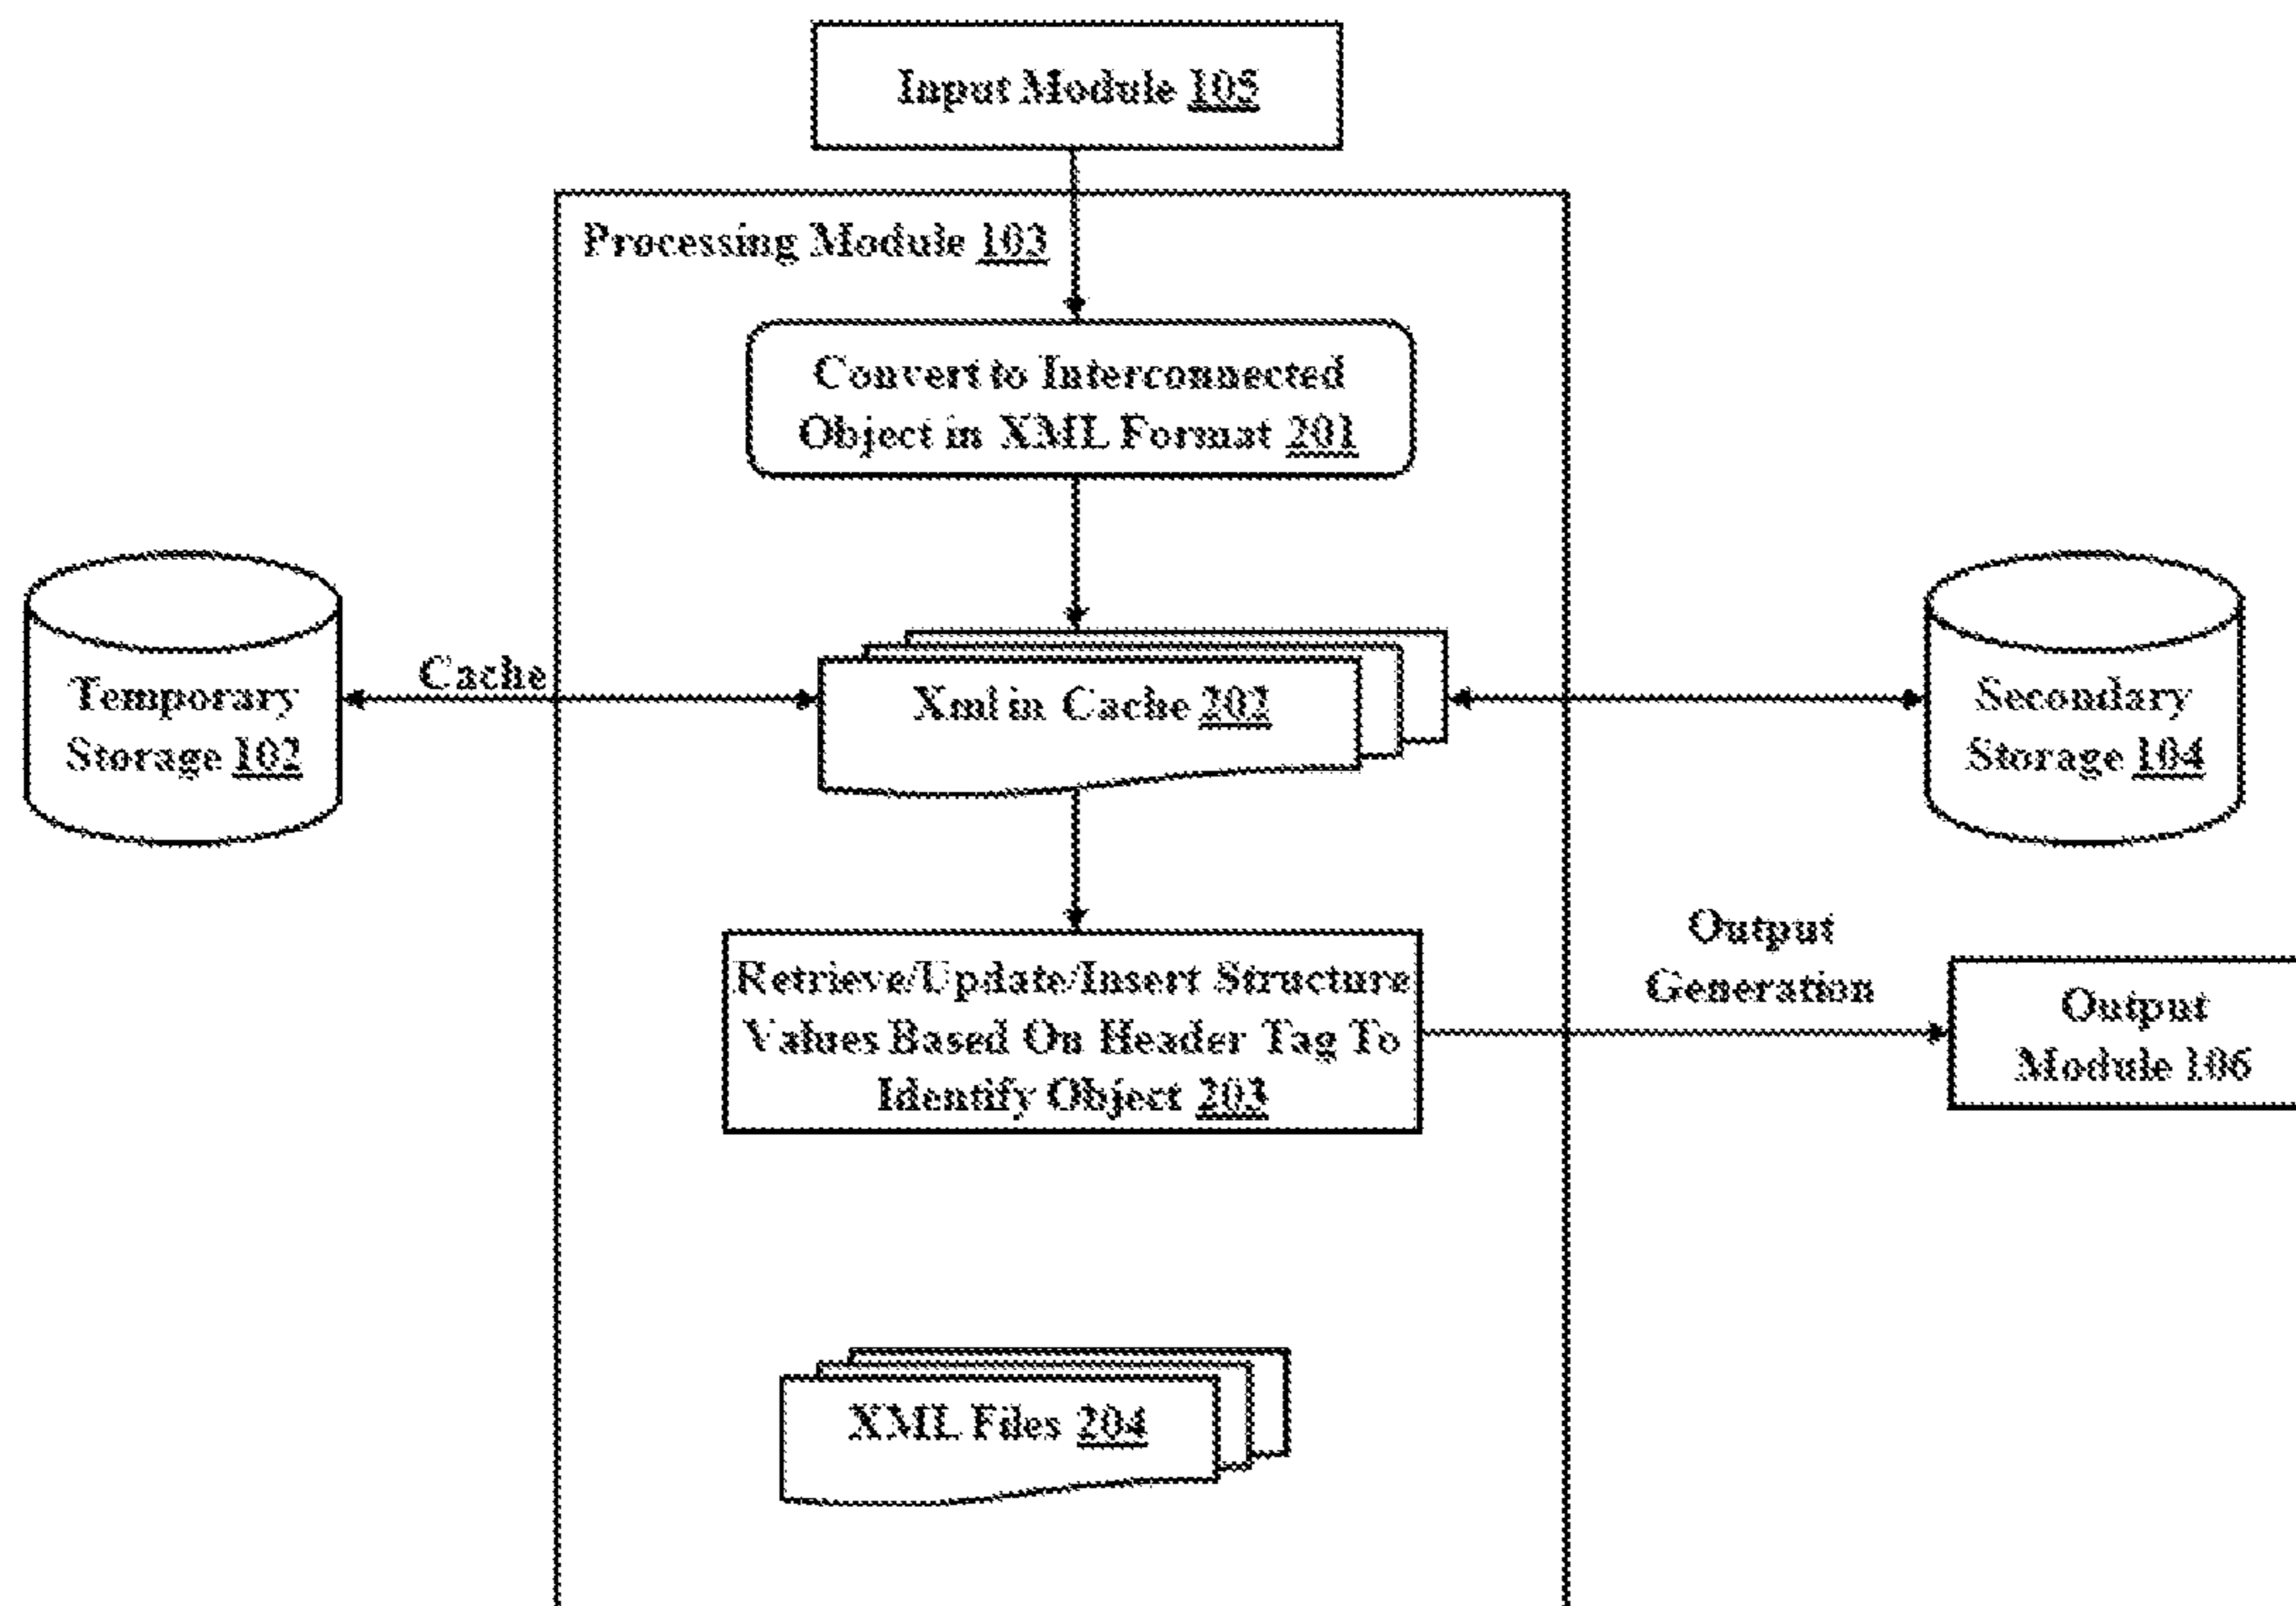 Input Module 105
Processing Module 103
Convert to Interconnected
Object in XML Format 201
Cache
Temporary
Storage 102
Xml in Cache 202
Secondary
Storage 104
Retrieve/Update/Insert Structure
Values Based On Header Tag To
Identify Object 203
Output
Generation
Output
Module 106
XML Files 204